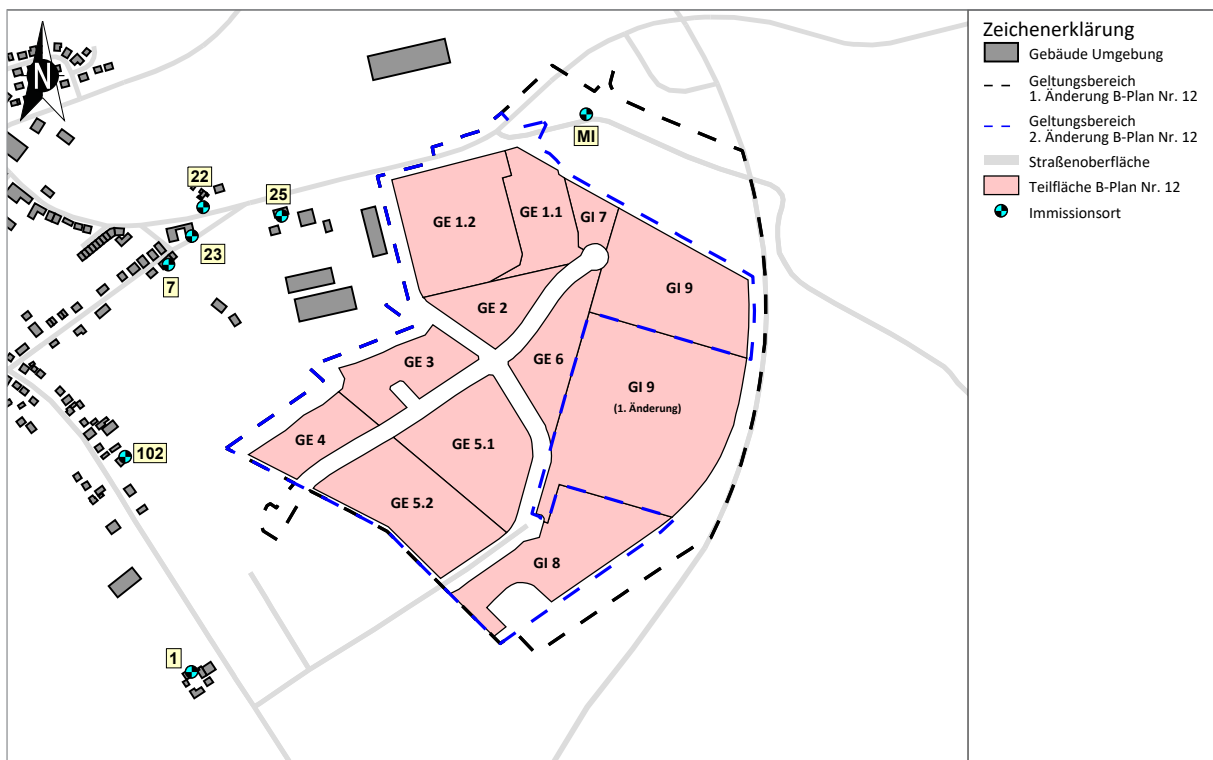 N
MI
22
25
23
7
GE 1.2
GE 1.1
GI 7
GI 9
GE 2
GE 3
GE 6
GI 9
(1. Änderung)
GE 4
GE 5.1
102
GE 5.2
GI 8
1
Zeichenerklärung
Gebäude Umgebung
Geltungsbereich
1. Änderung B-Plan Nr. 12
Geltungsbereich
2. Änderung B-Plan Nr. 12
Straßenoberfläche
Teilfläche B-Plan Nr. 12
Immissionsort